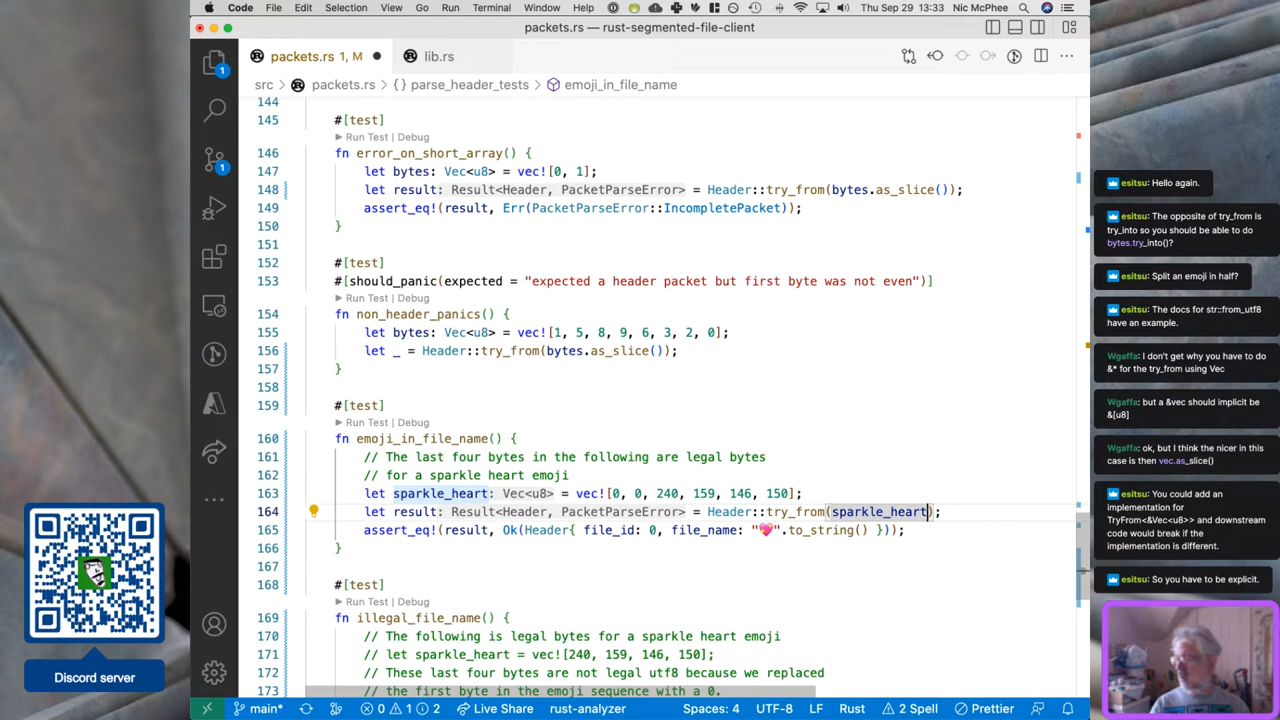 Code File Edit Selection View Go Run Terminal Window Help Thu Sep 29 13:33 Nic McPhee
packets.rs — rust-segmented-file-client
packets.rs 1, M lib.rs
src packets.rs {} parse_header_tests emoji_in_file_name
144
145 #[test]
Run Test | Debug
146 fn error_on_short_array() {
147 let bytes: Vec<u8> = vec![0, 1];
148 let result: Result<Header, PacketParseError> = Header::try_from(bytes.as_slice());
149 assert_eq!(result, Err(PacketParseError::IncompletePacket));
150 }
151
152 #[test]
153 #[should_panic(expected = "expected a header packet but first byte was not even")]
Run Test | Debug
154 fn non_header_panics() {
155 let bytes: Vec<u8> = vec![1, 5, 8, 9, 6, 3, 2, 0];
156 let _ = Header::try_from(bytes.as_slice());
157 }
158
159 #[test]
Run Test | Debug
160 fn emoji_in_file_name() {
161 // The last four bytes in the following are legal bytes
162 // for a sparkle heart emoji
163 let sparkle_heart: Vec<u8> = vec![0, 0, 240, 159, 146, 150];
164 let result: Result<Header, PacketParseError> = Header::try_from(sparkle_heart);
165 assert_eq!(result, Ok(Header{ file_id: 0, file_name: "💖".to_string() }));
166 }
167
168 #[test]
Run Test | Debug
169 fn illegal_file_name() {
170 // The following is legal bytes for a sparkle heart emoji
171 // let sparkle_heart = vec![240, 159, 146, 150];
172 // These last four bytes are not legal utf8 because we replaced
173 // the first byte in the emoji sequence with a 0.
1
1
main* 0 1 2 Live Share rust-analyzer Spaces: 4 UTF-8 LF Rust 2 Spell Prettier
Discord server
esitsu: Hello again.
esitsu: The opposite of try_from is
try_into so you should be able to do
bytes.try_into()?
esitsu: Split an emoji in half?
esitsu: The docs for str::from_utf8
have an example.
Wgaffa: I don't get why you have to do
&* for the try_from using Vec
Wgaffa: but a &vec should implicit be
&[u8]
Wgaffa: ok, but I think the nicer in this
case is then vec.as_slice()
esitsu: You could add an
implementation for
TryFrom<&Vec<u8>> and downstream
code would break if the
implementation is different.
esitsu: So you have to be explicit.